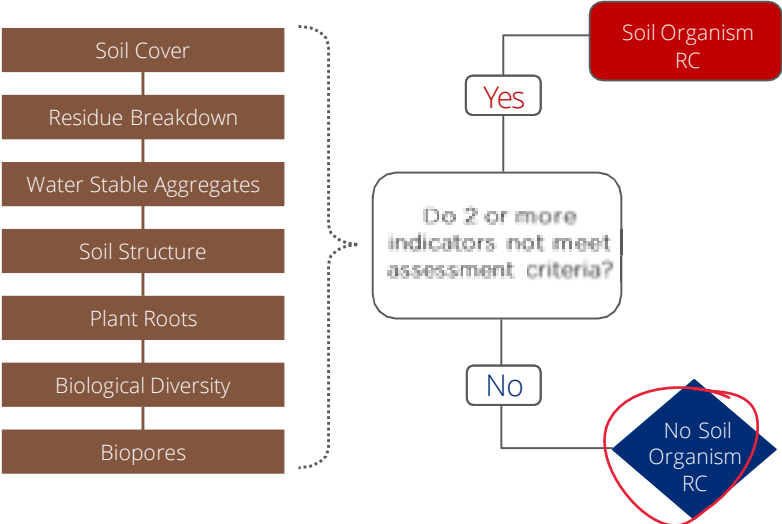 Soil Cover
Residue Breakdown
Water Stable Aggregates
Soil Structure
Plant Roots
Biological Diversity
Biopores
Soil Organism
RC
Yes
Do 2 or more
indicators not meet
assessment criteria?
No
No Soil
Organism
RC